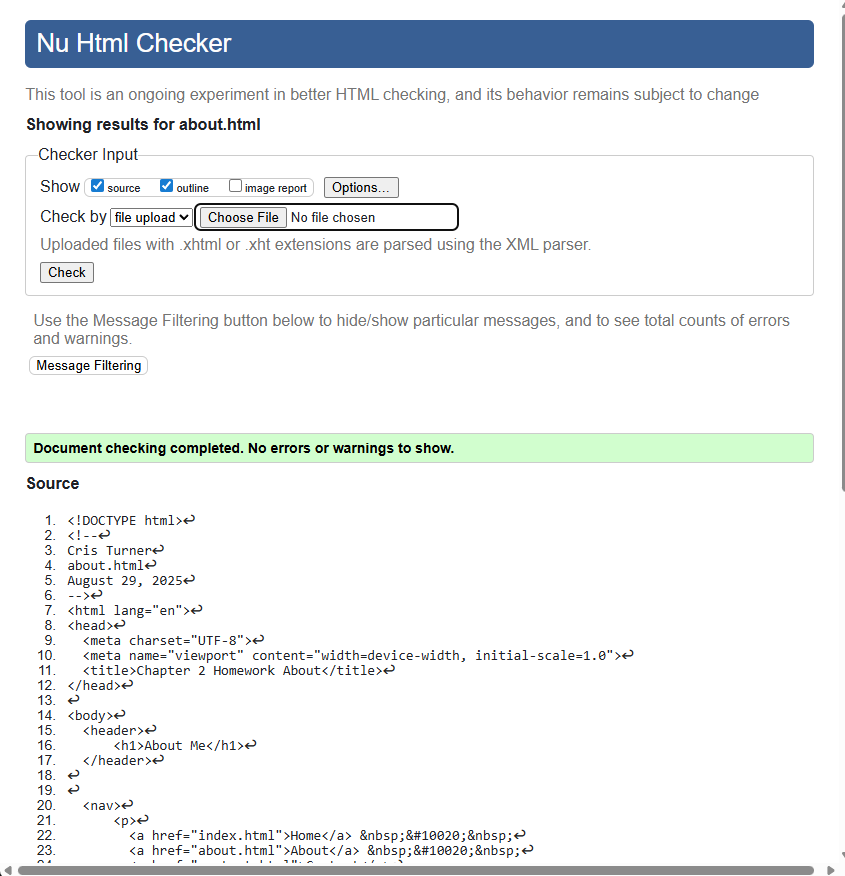 Nu Html Checker
This tool is an ongoing experiment in better HTML checking, and its behavior remains subject to change
Showing results for about.html
Checker Input
Show source outline image report Options...
Check by file upload Choose File No file chosen
Uploaded files with .xhtml or .xht extensions are parsed using the XML parser.
Check
Use the Message Filtering button below to hide/show particular messages, and to see total counts of errors
and warnings.
Message Filtering
Document checking completed. No errors or warnings to show.
Source
1. <!DOCTYPE html>↩
2. <!--↩
3. Cris Turner↩
4. about.html↩
5. August 29, 2025↩
6. -->↩
7. <html lang="en">↩
8. <head>↩
9.   <meta charset="UTF-8">↩
10.   <meta name="viewport" content="width=device-width, initial-scale=1.0">↩
11.   <title>Chapter 2 Homework About</title>↩
12. </head>↩
13. ↩
14. <body>↩
15.   <header>↩
16.       <h1>About Me</h1>↩
17.   </header>↩
18. ↩
19. ↩
20.   <nav>↩
21.       <p>↩
22.         <a href="index.html">Home</a> &nbsp;&#10020;&nbsp;↩
23.         <a href="about.html">About</a> &nbsp;&#10020;&nbsp;↩